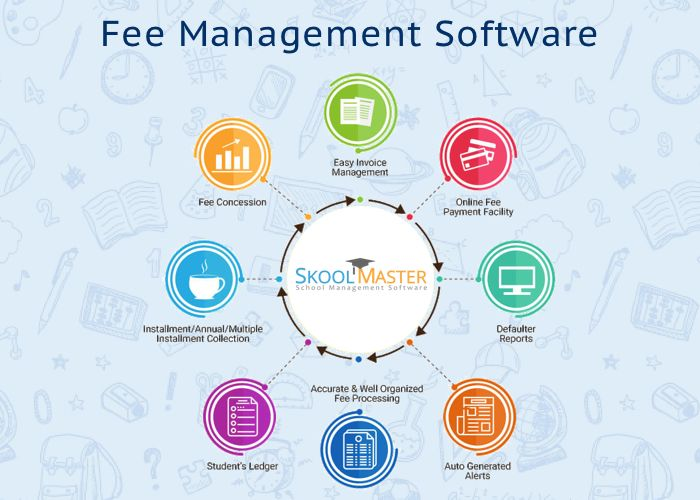 Fee Management Software
Easy Invoice
Management
Fee Concession
Online Fee
Payment Facility
SKOOLMASTER
School Management Software
Installment/Annual/Multiple
Installment Collection
Defaulter
Reports
Accurate & Well Organized
Fee Processing
Student's Ledger
Auto Generated
Alerts